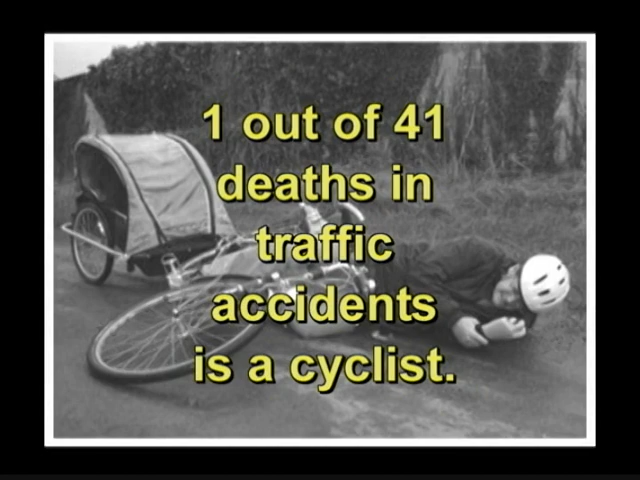 1 out of 41
deaths in
traffic
accidents
is a cyclist.